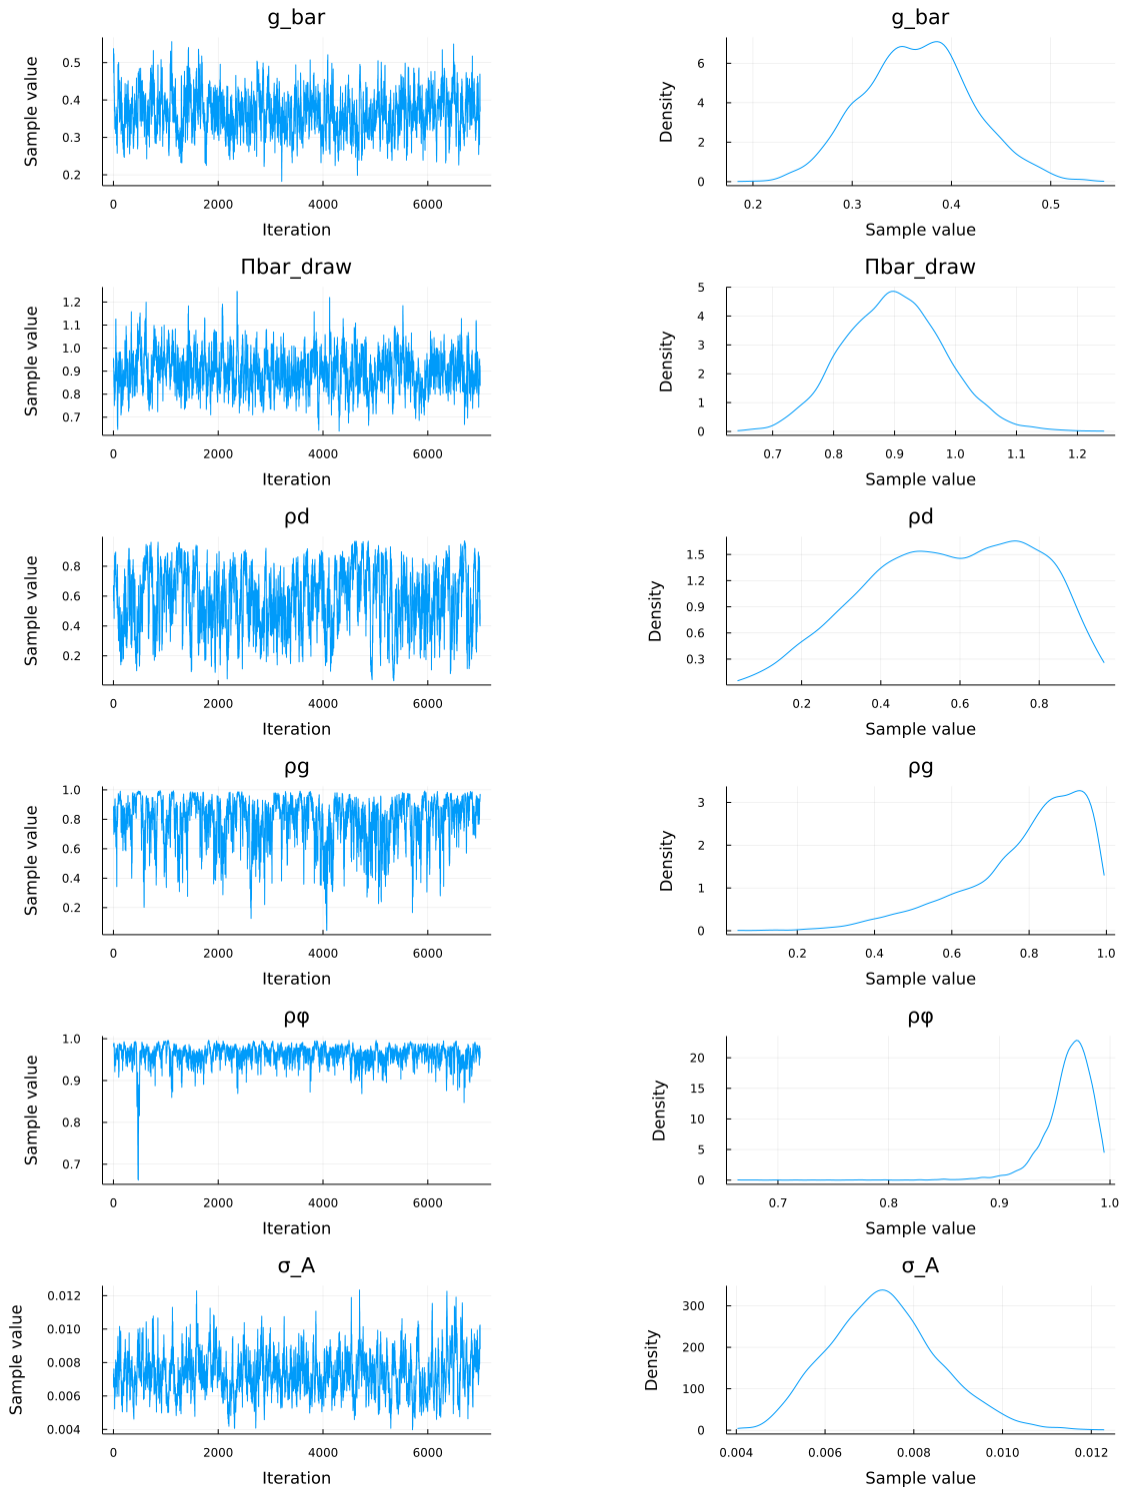 g_bar
g_bar
Sample value
0.5
0.4
0.3
0.2
0 2000 4000 6000
Iteration
Density
6
4
2
0
0.2 0.3 0.4 0.5
Sample value
Πbar_draw
Πbar_draw
Sample value
1.2
1.1
1.0
0.9
0.8
0.7
0 2000 4000 6000
Iteration
Density
5
4
3
2
1
0
0.7 0.8 0.9 1.0 1.1 1.2
Sample value
ρd
ρd
Sample value
0.8
0.6
0.4
0.2
0 2000 4000 6000
Iteration
Density
1.5
1.2
0.9
0.6
0.3
0.2 0.4 0.6 0.8
Sample value
ρg
ρg
Sample value
1.0
0.8
0.6
0.4
0.2
0 2000 4000 6000
Iteration
Density
3
2
1
0
0.2 0.4 0.6 0.8 1.0
Sample value
ρφ
ρφ
Sample value
1.0
0.9
0.8
0.7
0 2000 4000 6000
Iteration
Density
20
15
10
5
0
0.7 0.8 0.9 1.0
Sample value
σ_A
σ_A
Sample value
0.012
0.010
0.008
0.006
0.004
0 2000 4000 6000
Iteration
Density
300
200
100
0
0.004 0.006 0.008 0.010 0.012
Sample value